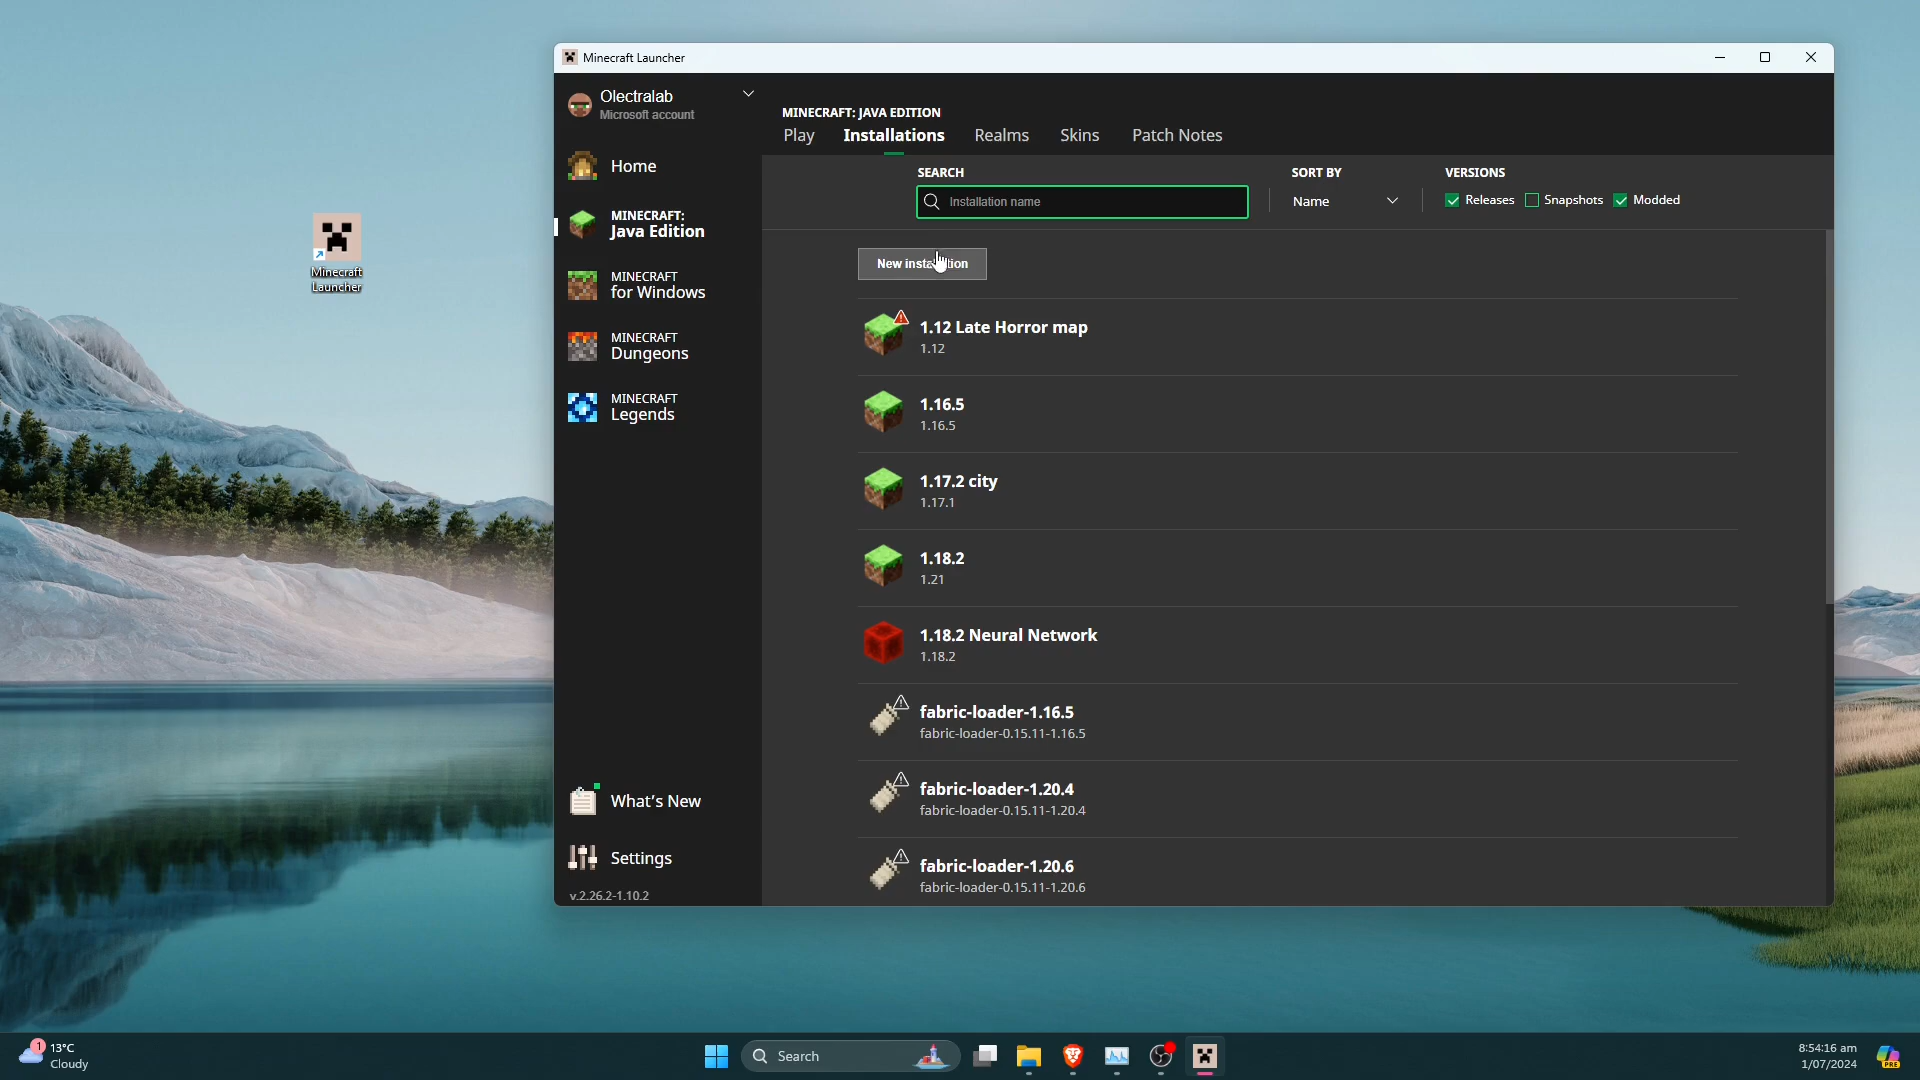 Minecraft Launcher
Minecraft
Launcher
Olectralab
Microsoft account
Home
MINECRAFT:
Java Edition
MINECRAFT
for Windows
MINECRAFT
Dungeons
MINECRAFT
Legends
What's New
Settings
v.2.26.2-1.10.2
MINECRAFT: JAVA EDITION
Play Installations Realms Skins Patch Notes
SEARCH
Installation name
SORT BY
Name
VERSIONS
Releases Snapshots Modded
New installation
1.12 Late Horror map
1.12
1.16.5
1.16.5
1.17.2 city
1.17.1
1.18.2
1.21
1.18.2 Neural Network
1.18.2
fabric-loader-1.16.5
fabric-loader-0.15.11-1.16.5
fabric-loader-1.20.4
fabric-loader-0.15.11-1.20.4
fabric-loader-1.20.6
fabric-loader-0.15.11-1.20.6
1
13°C
Cloudy
Search
8:54:16 am
1/07/2024
PRE